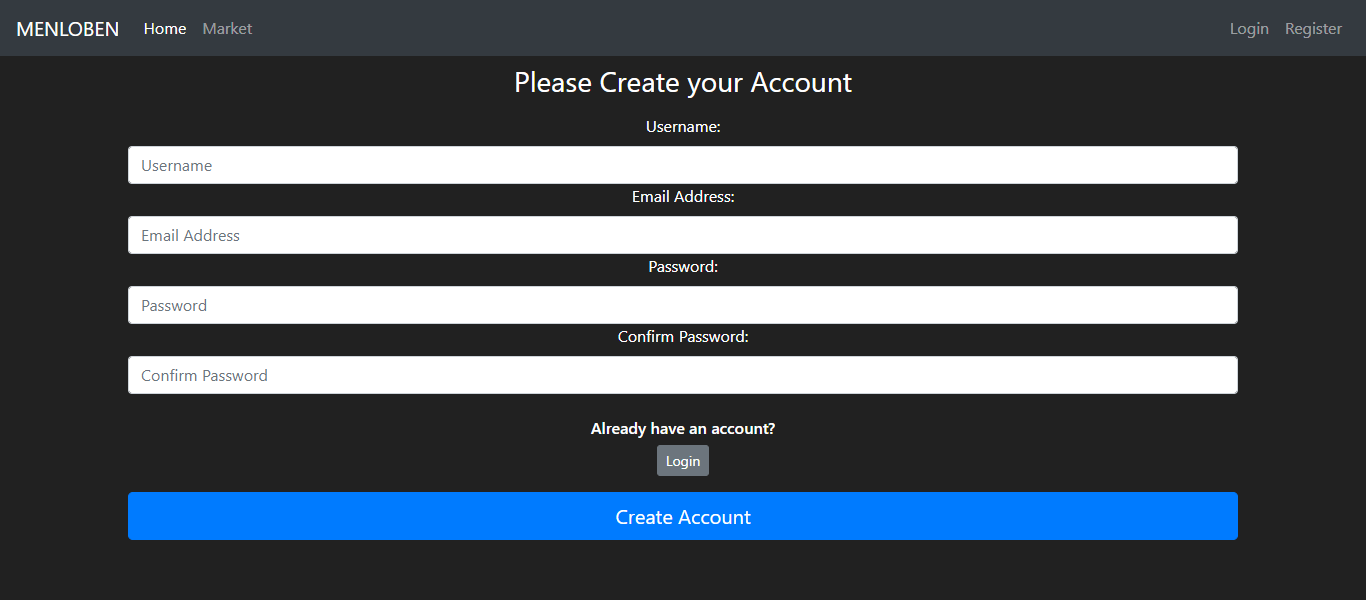 MENLOBEN Home Market Login Register
Please Create your Account
Username:
Username
Email Address:
Email Address
Password:
Password
Confirm Password:
Confirm Password
Already have an account?
Login
Create Account